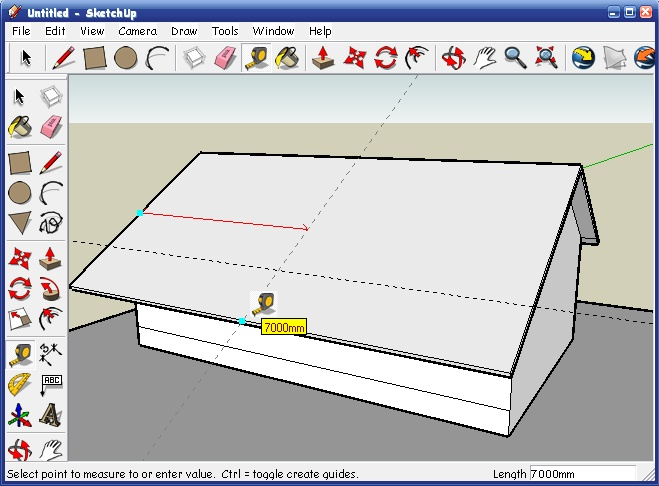 Untitled - SketchUp
File Edit View Camera Draw Tools Window Help
7000mm
ABC
Select point to measure to or enter value. Ctrl = toggle create guides. Length 7000mm